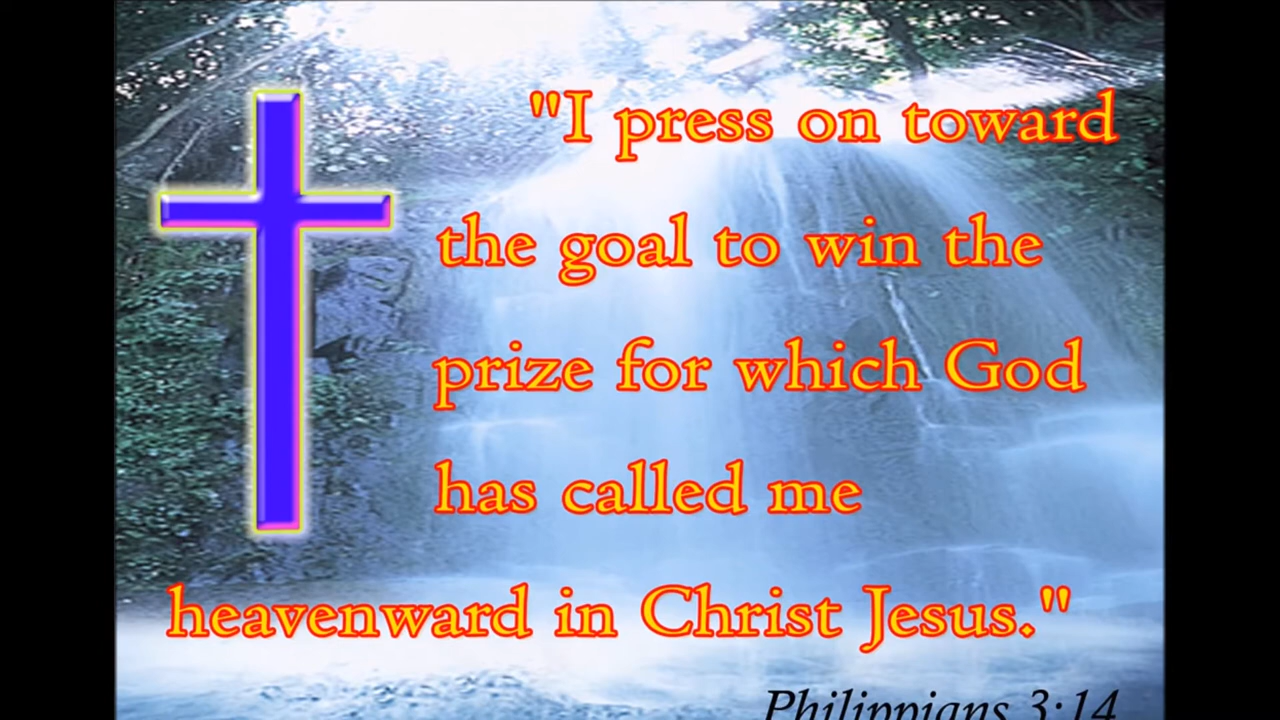 "I press on toward
the goal to win the
prize for which God
has called me
heavenward in Christ Jesus."
Philippians 3:14